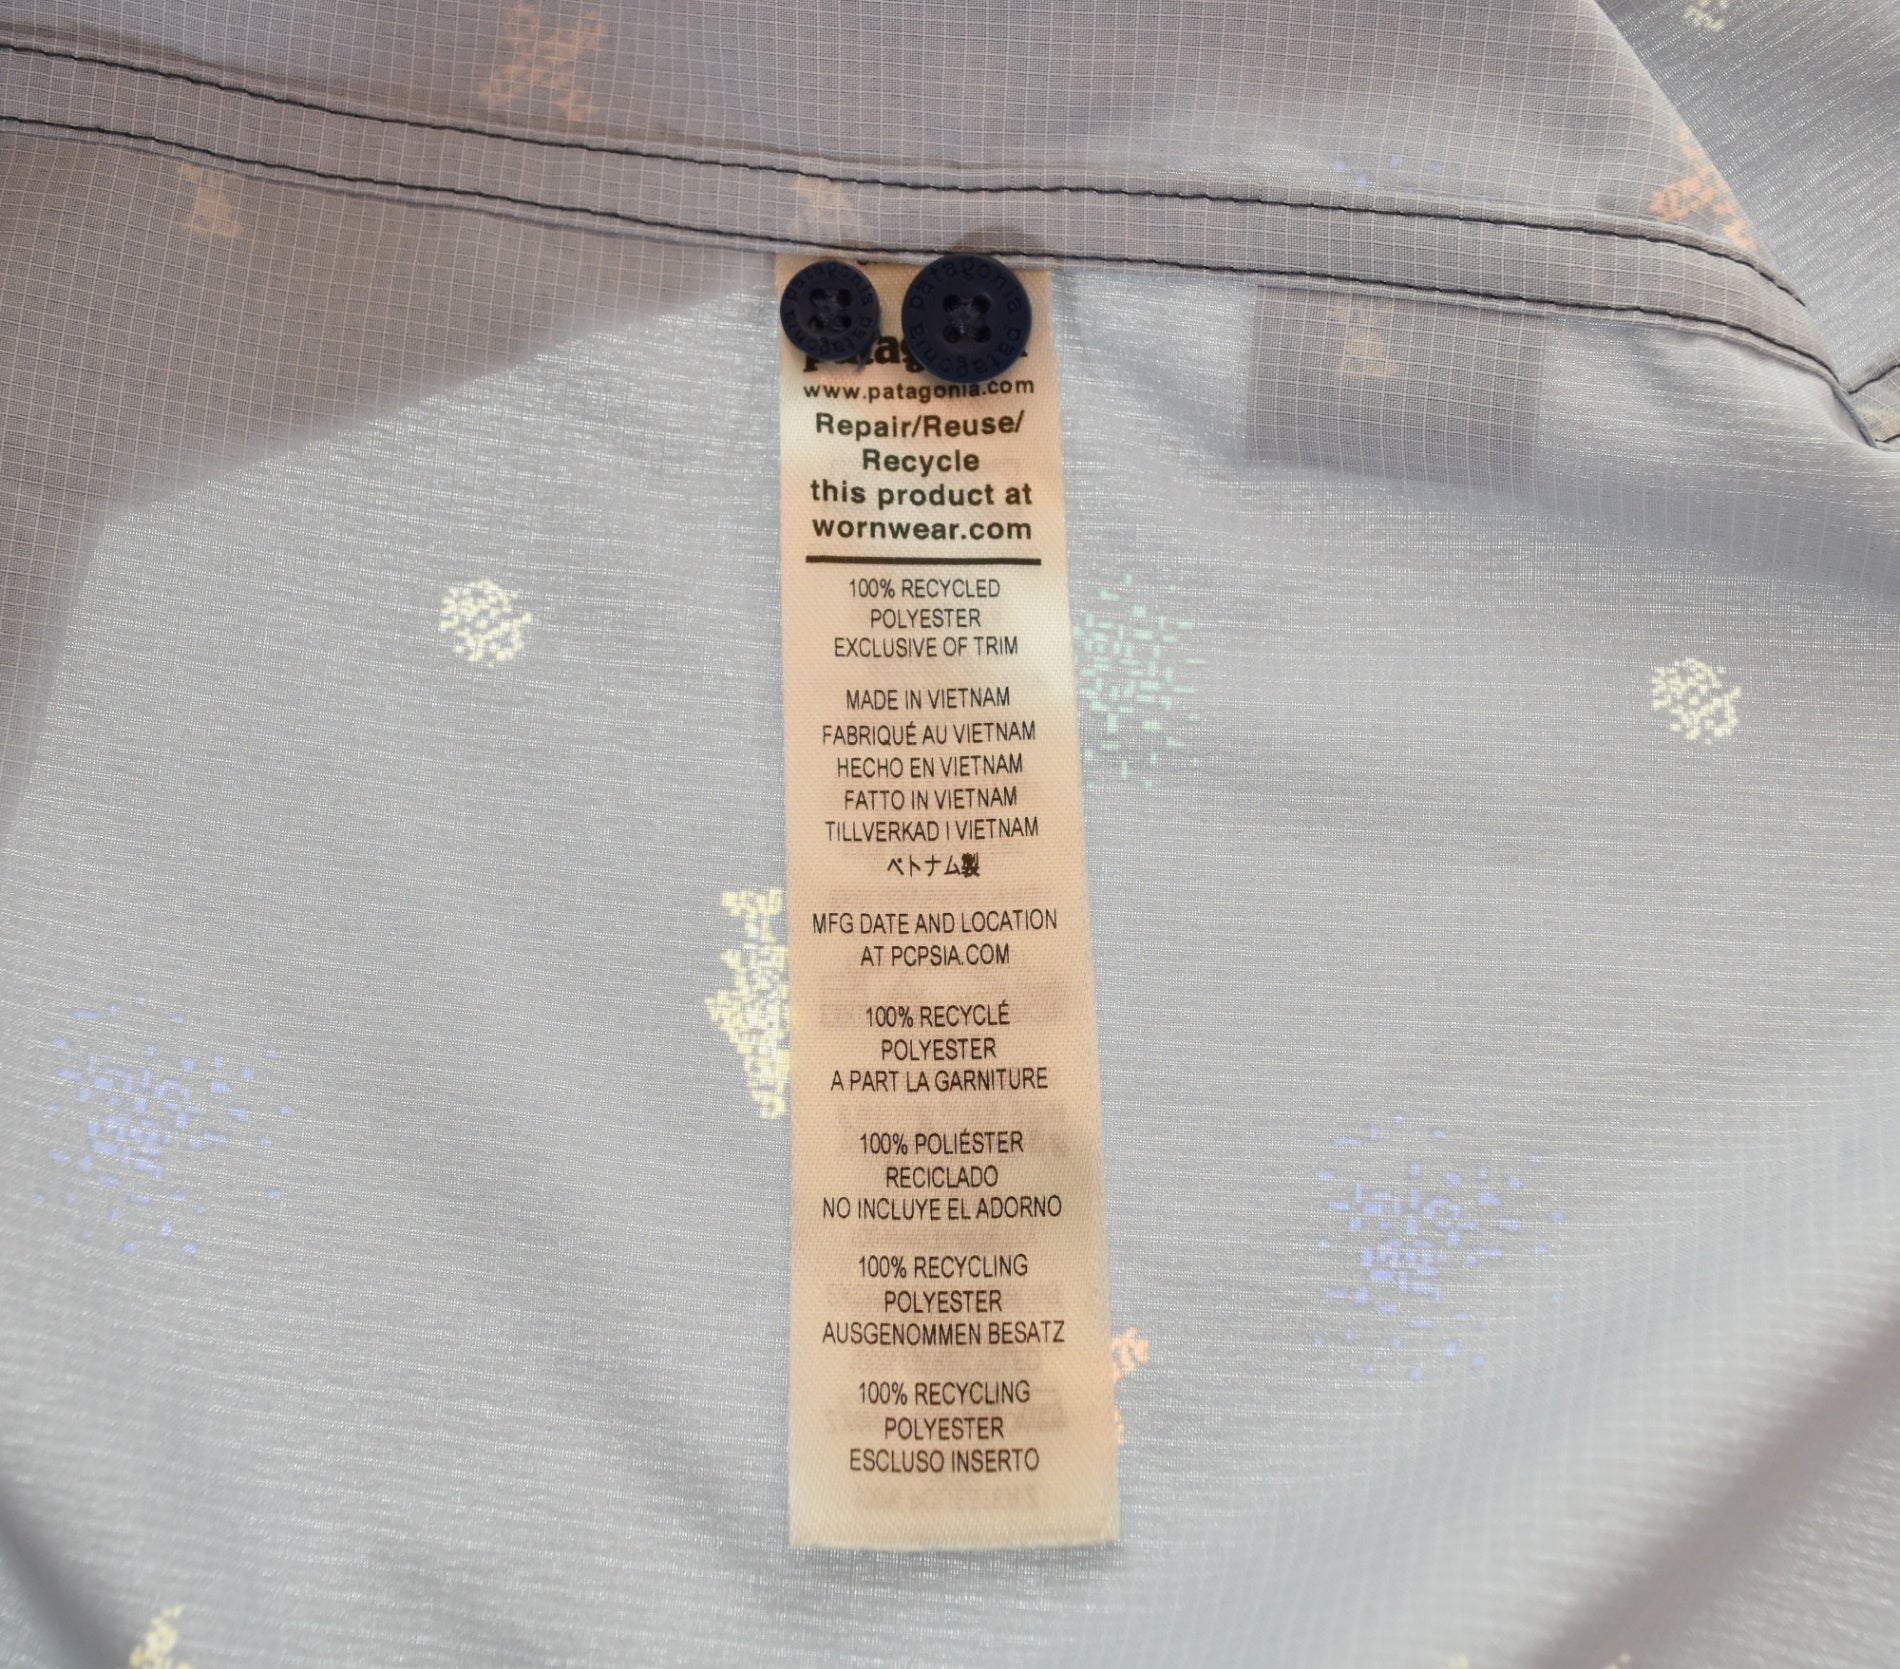 patagonia
www.patagonia.com
Repair/Reuse/
Recycle
this product at
wornwear.com
100% RECYCLED
POLYESTER
EXCLUSIVE OF TRIM
MADE IN VIETNAM
FABRIQUÉ AU VIETNAM
HECHO EN VIETNAM
FATTO IN VIETNAM
TILLVERKAD I VIETNAM
ベトナム製
MFG DATE AND LOCATION
AT PCPSIA.COM
100% RECYCLÉ
POLYESTER
A PART LA GARNITURE
100% POLIÉSTER
RECICLADO
NO INCLUYE EL ADORNO
100% RECYCLING
POLYESTER
AUSGENOMMEN BESATZ
100% RECYCLING
POLYESTER
ESCLUSO INSERTO